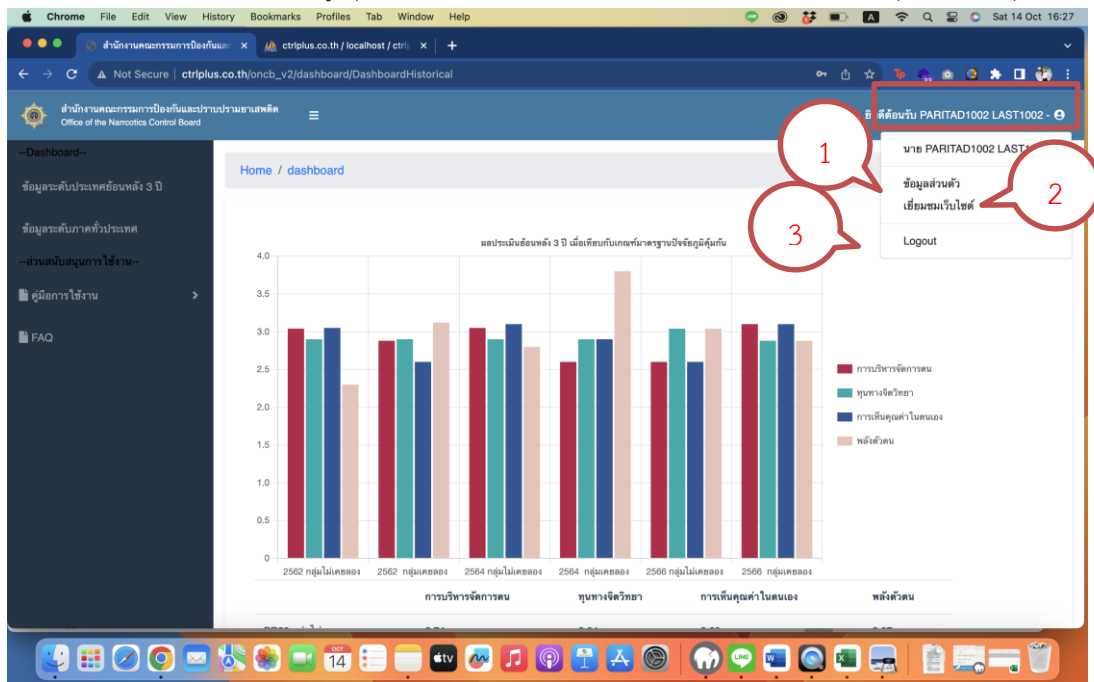 Chrome File Edit View History Bookmarks Profiles Tab Window Help Sat 14 Oct 16:27
สำนักงานคณะกรรมการป้องกันและ ctrlplus.co.th / localhost / ctrl
Not Secure ctrlplus.co.th/oncb_v2/dashboard/DashboardHistorical
สำนักงานคณะกรรมการป้องกันและปราบปรามยาเสพติด
Office of the Narrcotics Control Board
PARITAD1002 LAST1002 -
--Dashboard--
ข้อมูลระดับประเทศย้อนหลัง 3 ปี
ข้อมูลระดับภาคทั่วประเทศ
--ส่วนสนับสนุนการใช้งาน--
คู่มือการใช้งาน
FAQ
Home / dashboard
นาย PARITAD1002
ข้อมูลส่วนตัว
เยี่ยมชมเว็บไซต์
Logout
1
2
3
ผลประเมินย้อนหลัง 3 ปี เมื่อเทียบกับเกณฑ์มาตรฐานปัจจัยภูมิคุ้มกัน
4.0
3.5
3.0
2.5
2.0
1.5
1.0
0.5
0
2562 กลุ่มไม่เคยลอง 2562 กลุ่มเคยลอง 2564 กลุ่มไม่เคยลอง 2564 กลุ่มเคยลอง 2566 กลุ่มไม่เคยลอง 2566 กลุ่มเคยลอง
การบริหารจัดการตน
ทุนทางจิตวิทยา
การเห็นคุณค่าในตนเอง
พลังตัวตน
การบริหารจัดการตน ทุนทางจิตวิทยา การเห็นคุณค่าในตนเอง พลังตัวตน
OCT
14
tv
LINE